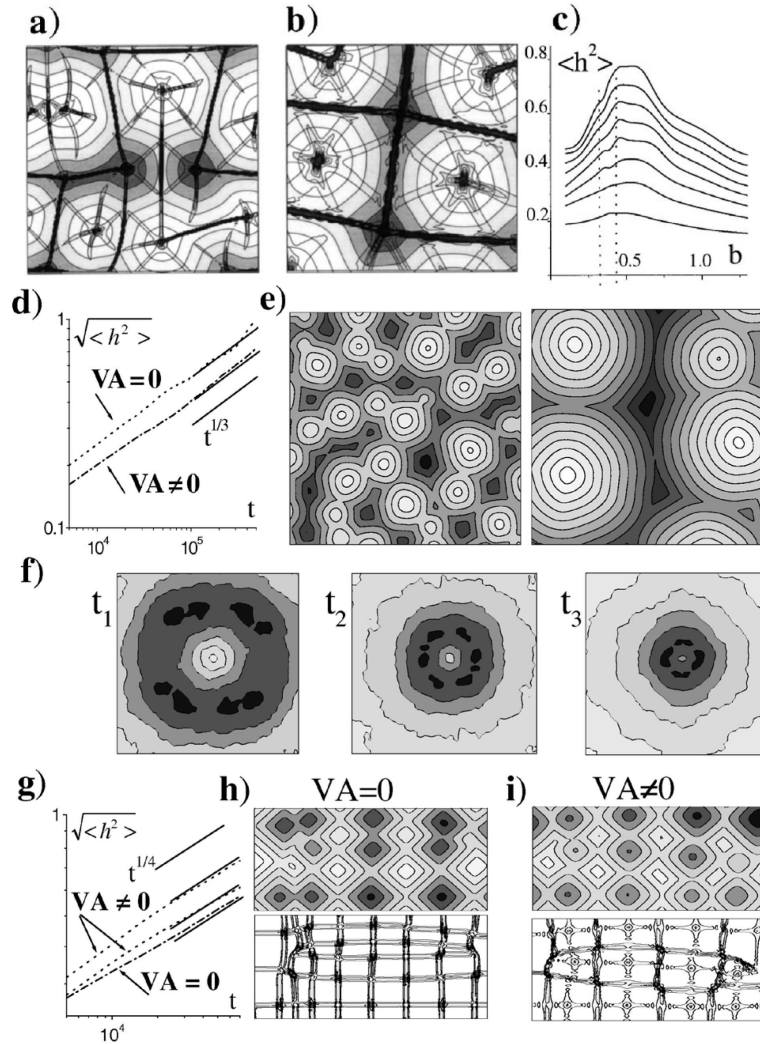 a)
b)
c)
0.8
<h²>
0.6
0.4
0.2
0.5
1.0
b
d)
1
√<h²>
VA=0
t^1/3
VA≠0
t
0.1
10⁴
10⁵
e)
f)
t₁
t₂
t₃
g)
1
√<h²>
t^1/4
VA≠0
VA=0
t
10⁴
h)
VA=0
i)
VA≠0